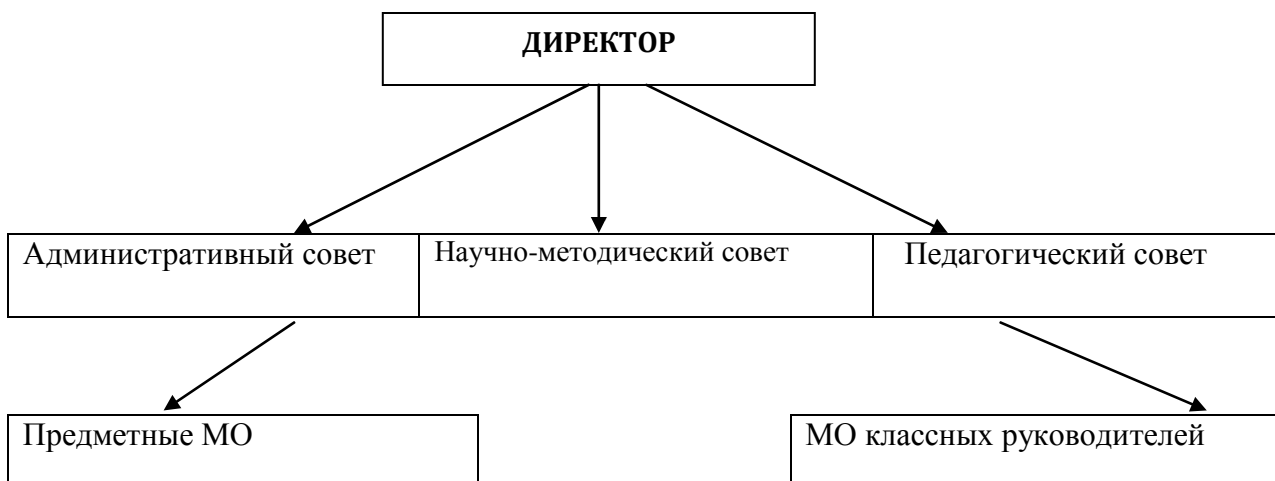 ДИРЕКТОР
Административный совет
Научно-методический совет
Педагогический совет
Предметные МО
МО классных руководителей